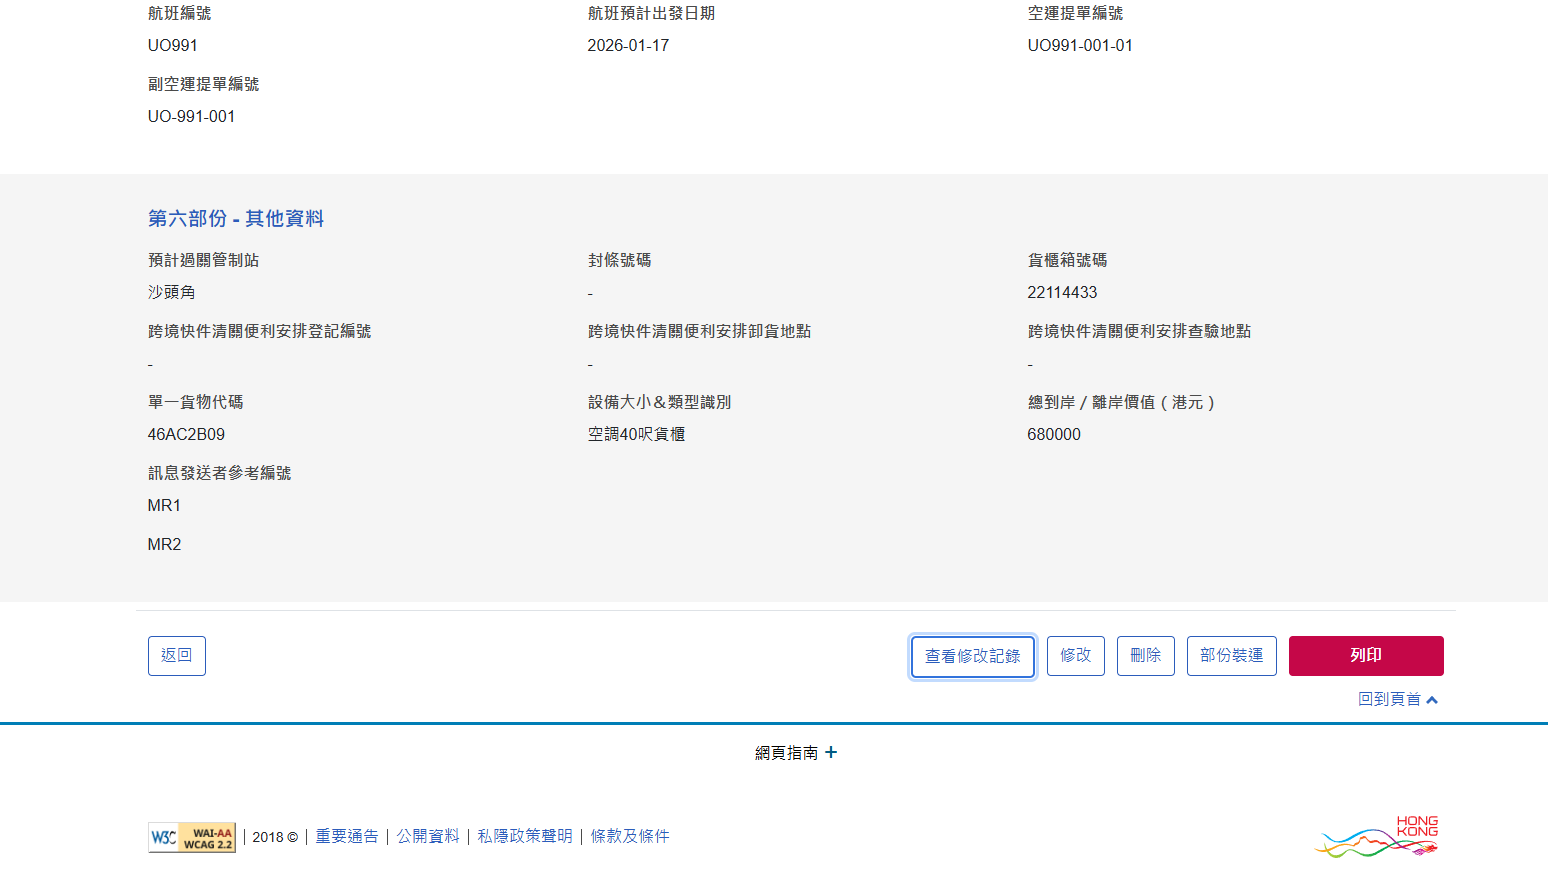 航班編號 航班預計出發日期 空運提單編號
UO991 2026-01-17 UO991-001-01
副空運提單編號
UO-991-001
第六部份 - 其他資料
預計過關管制站 封條號碼 貨櫃箱號碼
沙頭角 - 22114433
跨境快件清關便利安排登記編號 跨境快件清關便利安排卸貨地點 跨境快件清關便利安排查驗地點
- - -
單一貨物代碼 設備大小＆類型識別 總到岸 / 離岸價值 ( 港元 )
46AC2B09 空調40呎貨櫃 680000
訊息發送者參考編號
MR1
MR2
返回 查看修改記錄 修改 刪除 部份裝運 列印
回到頁首
網頁指南 +
W3C WAI-AA WCAG 2.2 | 2018 © | 重要通告 | 公開資料 | 私隱政策聲明 | 條款及條件
HONG
KONG